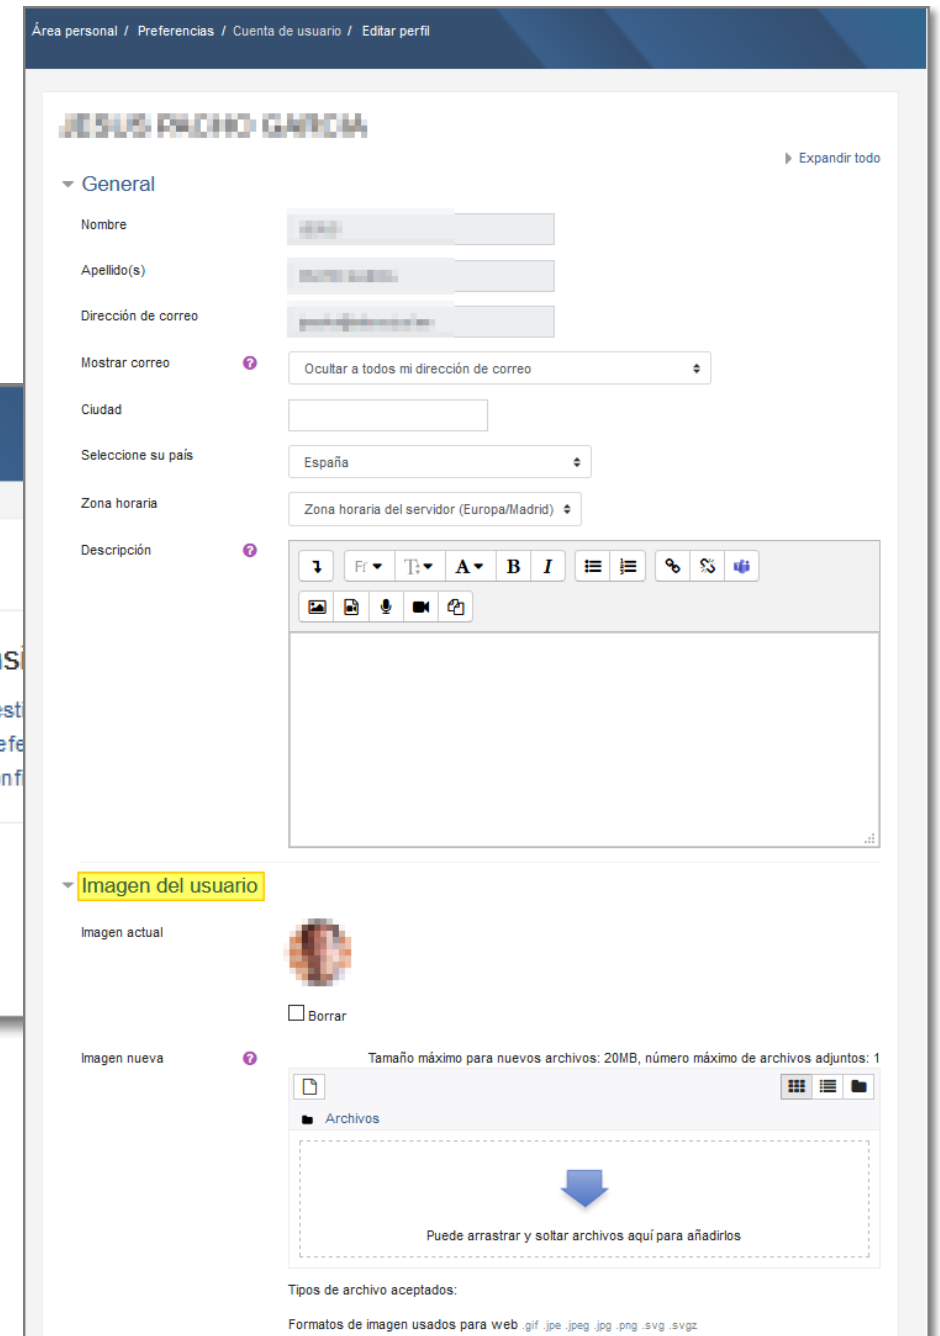 Área personal / Preferencias / Cuenta de usuario / Editar perfil
Expandir todo
General
Nombre
Apellido(s)
Dirección de correo
Mostrar correo
Ocultar a todos mi dirección de correo
Ciudad
Seleccione su país
España
Zona horaria
Zona horaria del servidor (Europa/Madrid)
Descripción
Imagen del usuario
Imagen actual
Borrar
Imagen nueva
Tamaño máximo para nuevos archivos: 20MB, número máximo de archivos adjuntos: 1
Archivos
Puede arrastrar y soltar archivos aquí para añadirlos
Tipos de archivo aceptados:
Formatos de imagen usados para web .gif .jpe .jpeg .jpg .png .svg .svgz